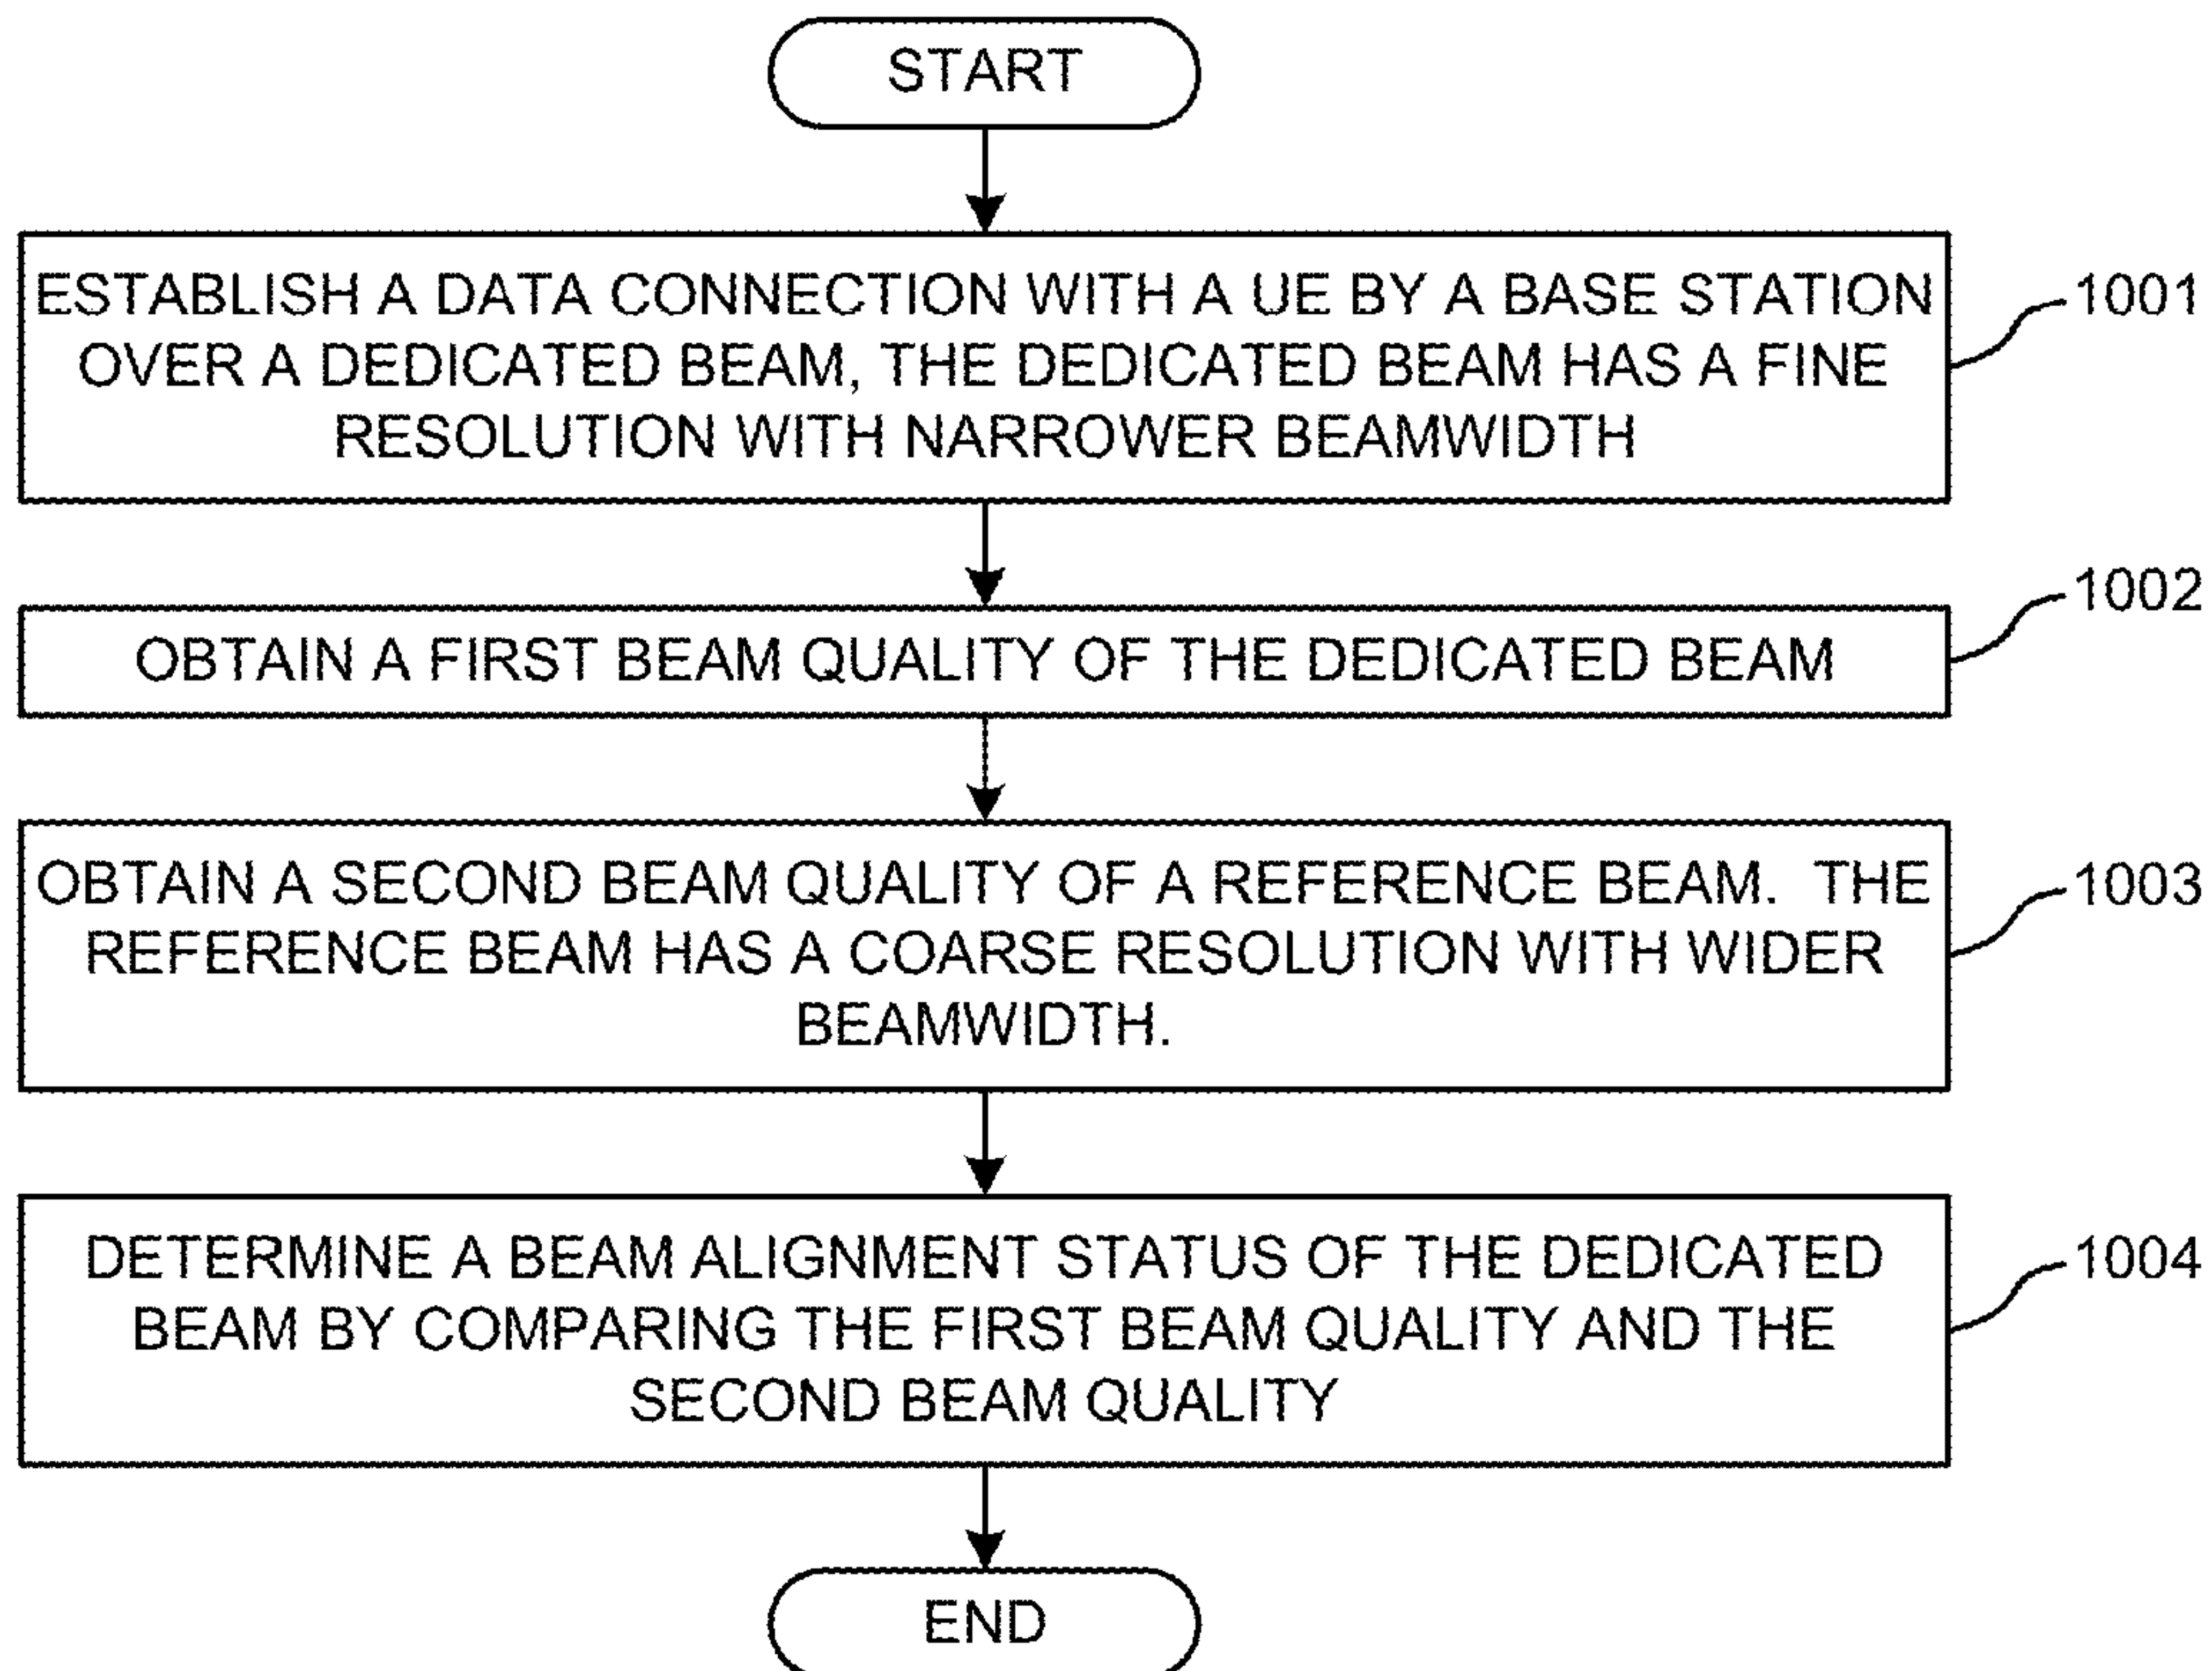 START
ESTABLISH A DATA CONNECTION WITH A UE BY A BASE STATION
OVER A DEDICATED BEAM, THE DEDICATED BEAM HAS A FINE
RESOLUTION WITH NARROWER BEAMWIDTH
1001
OBTAIN A FIRST BEAM QUALITY OF THE DEDICATED BEAM
1002
OBTAIN A SECOND BEAM QUALITY OF A REFERENCE BEAM. THE
REFERENCE BEAM HAS A COARSE RESOLUTION WITH WIDER
BEAMWIDTH.
1003
DETERMINE A BEAM ALIGNMENT STATUS OF THE DEDICATED
BEAM BY COMPARING THE FIRST BEAM QUALITY AND THE
SECOND BEAM QUALITY
1004
END